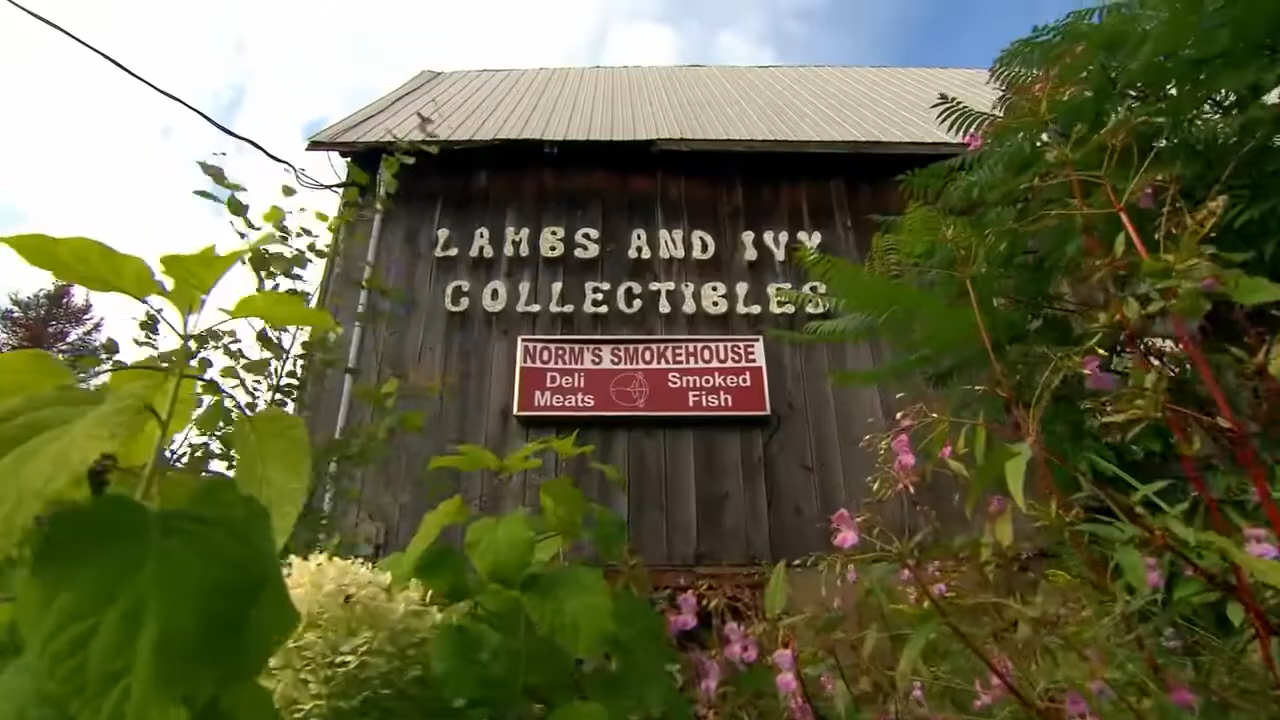 LAMBS AND IVY
COLLECTIBLES
NORM'S SMOKEHOUSE
Deli Meats
Smoked Fish